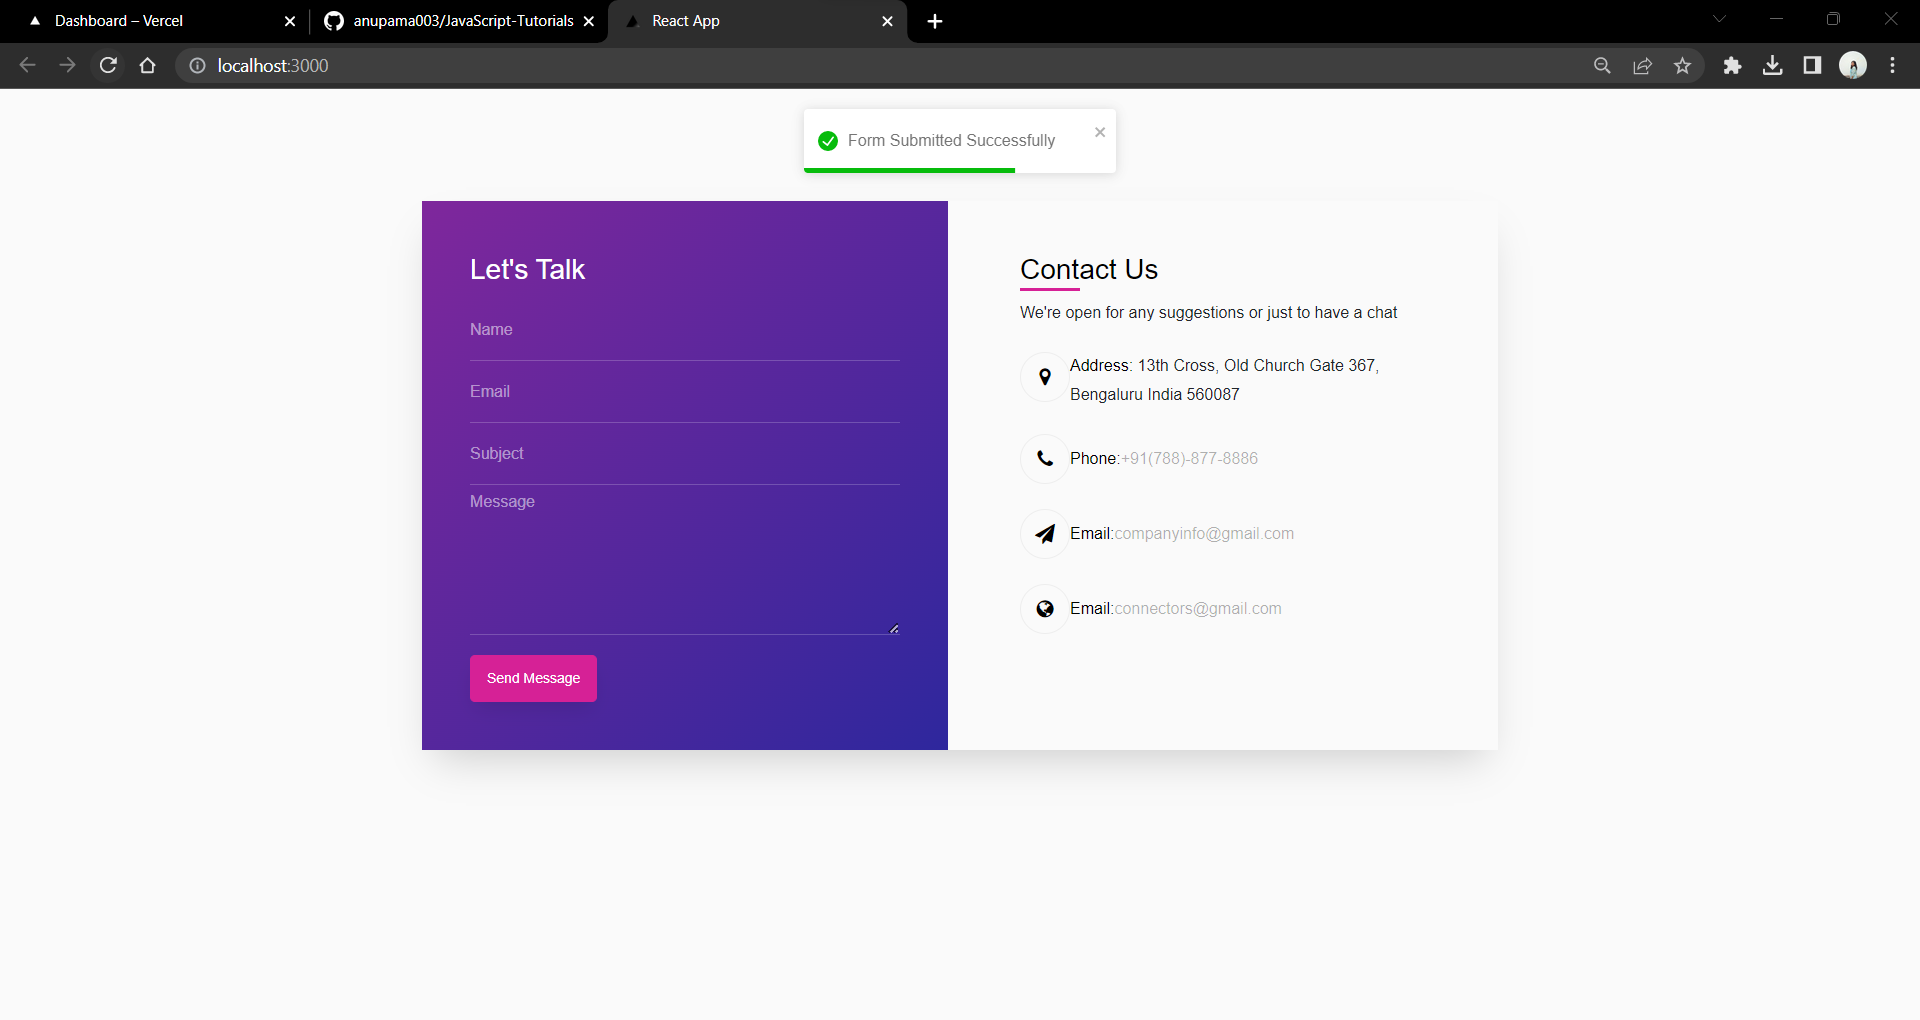 Dashboard – Vercel
anupama003/JavaScript-Tutorials
React App
localhost:3000
Form Submitted Successfully
Let's Talk
Name
Email
Subject
Message
Send Message
Contact Us
We're open for any suggestions or just to have a chat
Address: 13th Cross, Old Church Gate 367,
Bengaluru India 560087
Phone:+91(788)-877-8886
Email:companyinfo@gmail.com
Email:connectors@gmail.com